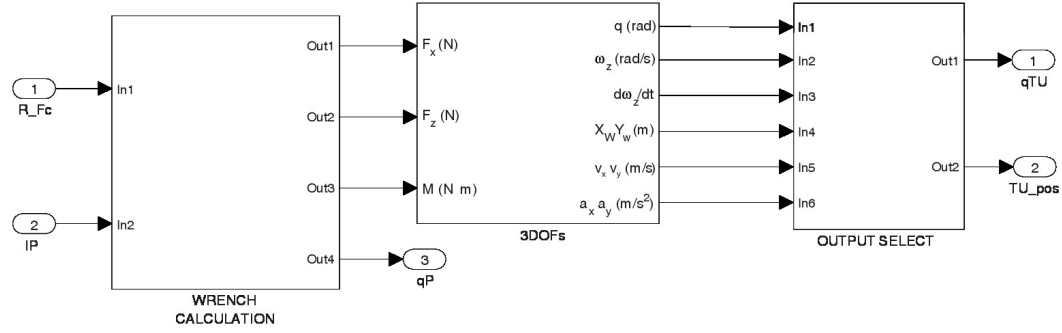 1
R_Fc
2
IP
In1
In2
Out1
Out2
Out3
Out4
WRENCH
CALCULATION
3
qP
F_x (N)
F_z (N)
M (N m)
q (rad)
ω_z (rad/s)
dω_z/dt
X_W Y_w (m)
v_x v_y (m/s)
a_x a_y (m/s²)
3DOFs
In1
In2
In3
In4
In5
In6
Out1
Out2
OUTPUT SELECT
1
qTU
2
TU_pos